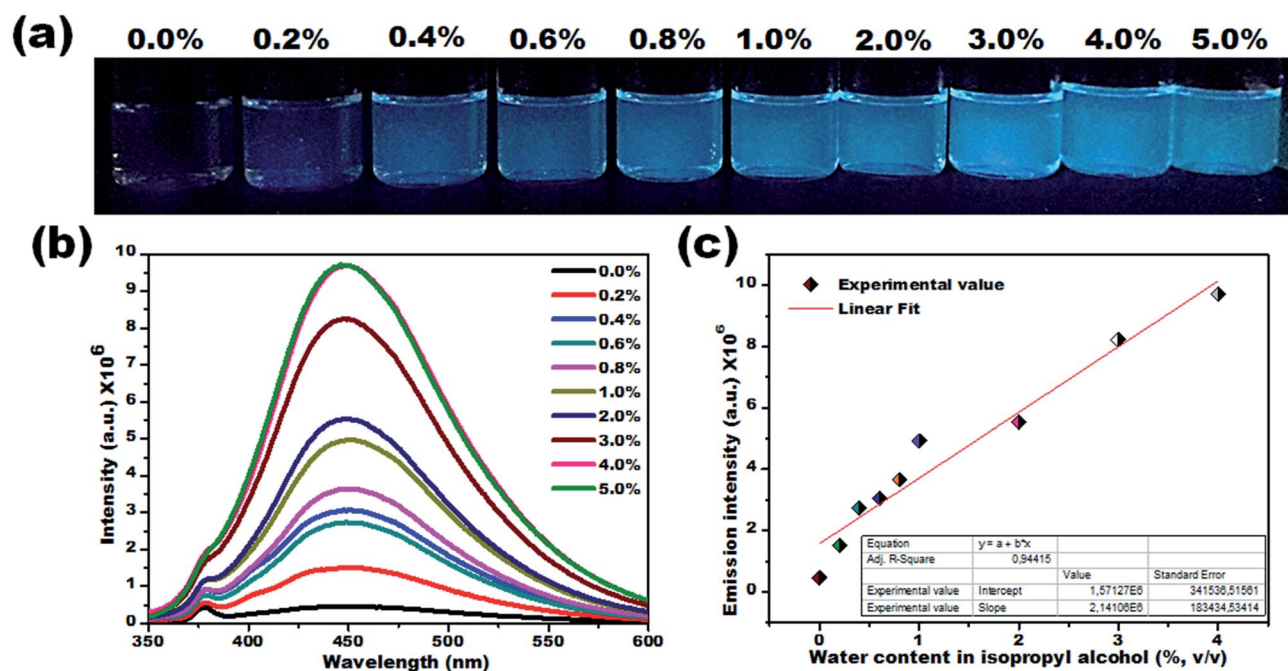 (a)
0.0% 0.2% 0.4% 0.6% 0.8% 1.0% 2.0% 3.0% 4.0% 5.0%
(b)
10
9
8
7
6
5
4
3
2
1
0
Intensity (a.u.) X10⁶
350 400 450 500 550 600
Wavelength (nm)
0.0%
0.2%
0.4%
0.6%
0.8%
1.0%
2.0%
3.0%
4.0%
5.0%
(c)
10
8
6
4
2
0
Emission intensity (a.u.) X10⁶
Experimental value
Linear Fit
Equation y = a + b*x
Adj. R-Square 0,94415
Value Standard Error
Experimental value Intercept 1,57127E6 341536,51561
Experimental value Slope 2,14106E6 183434,53414
0 1 2 3 4
Water content in isopropyl alcohol (%, v/v)